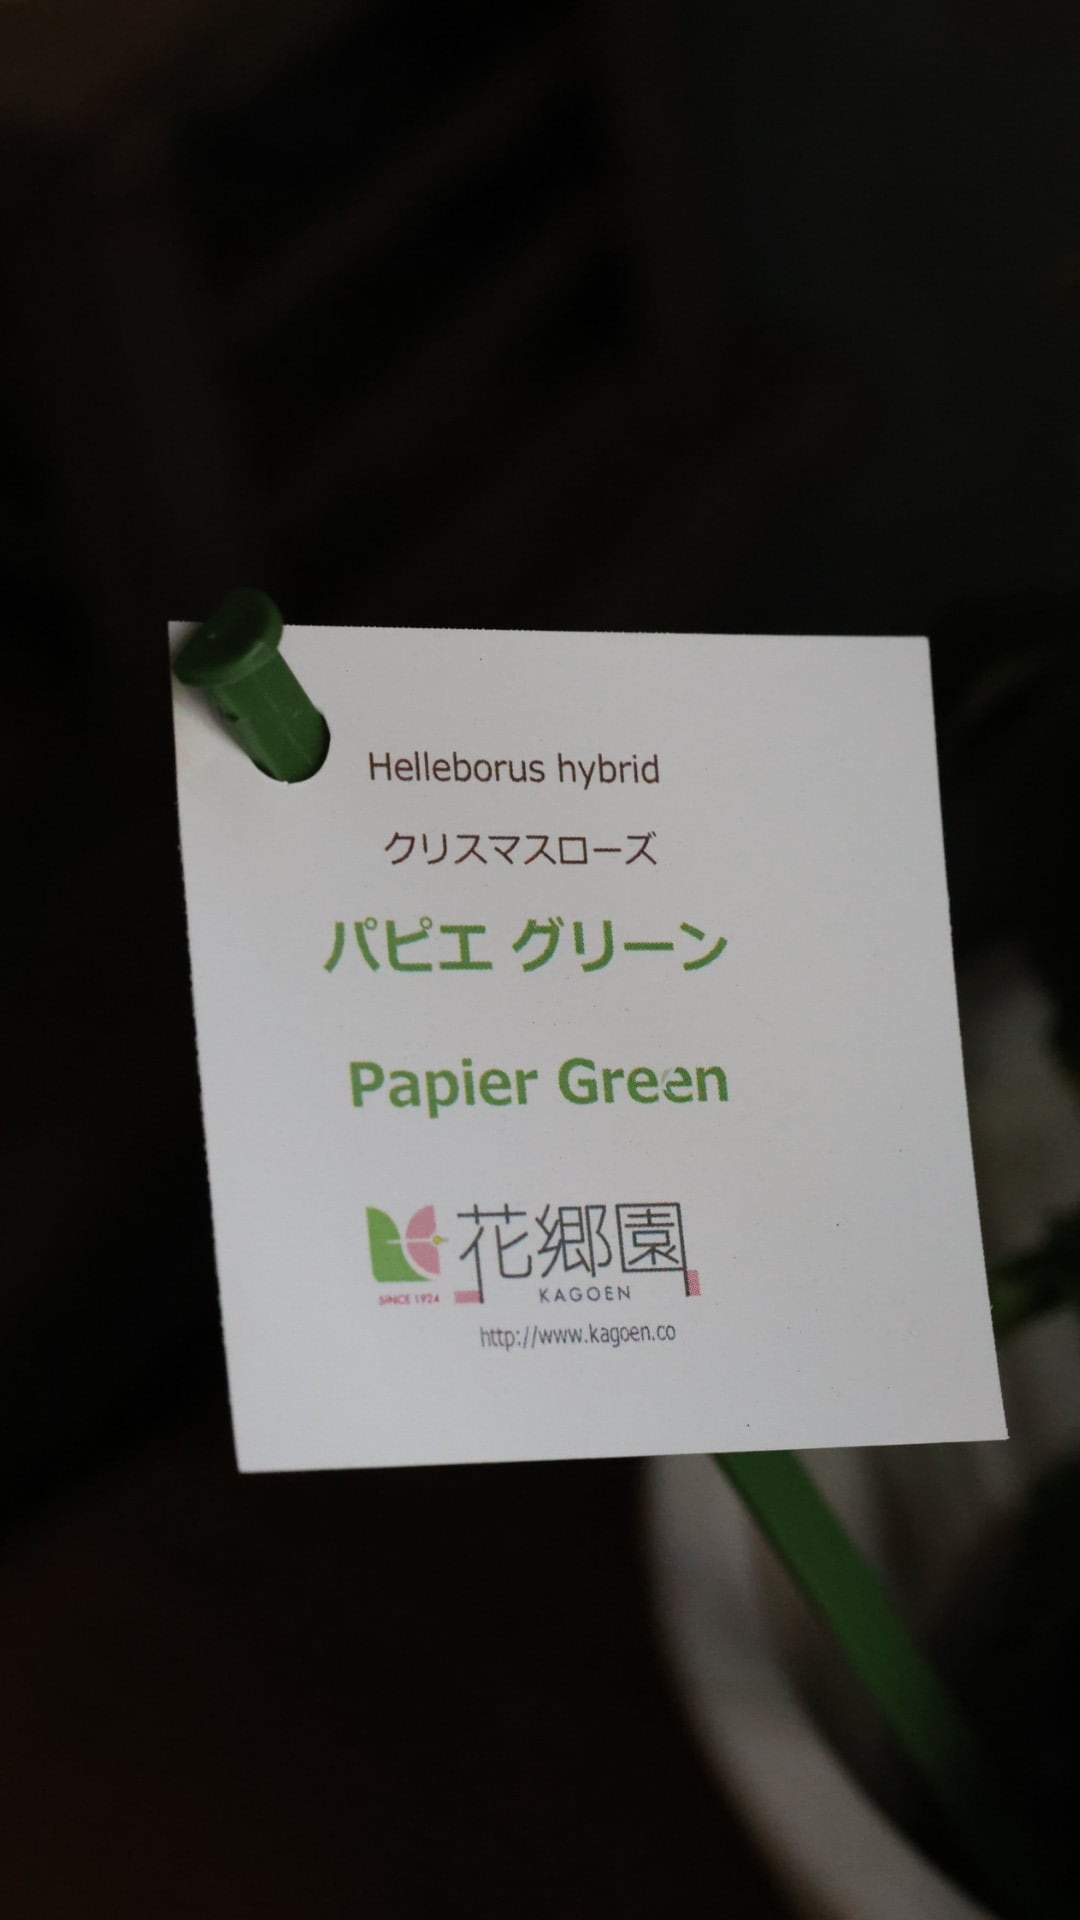 Helleborus hybrid
クリスマスローズ
パピエ グリーン
Papier Green
花郷園
SINCE 1924
KAGOEN
http://www.kagoen.co